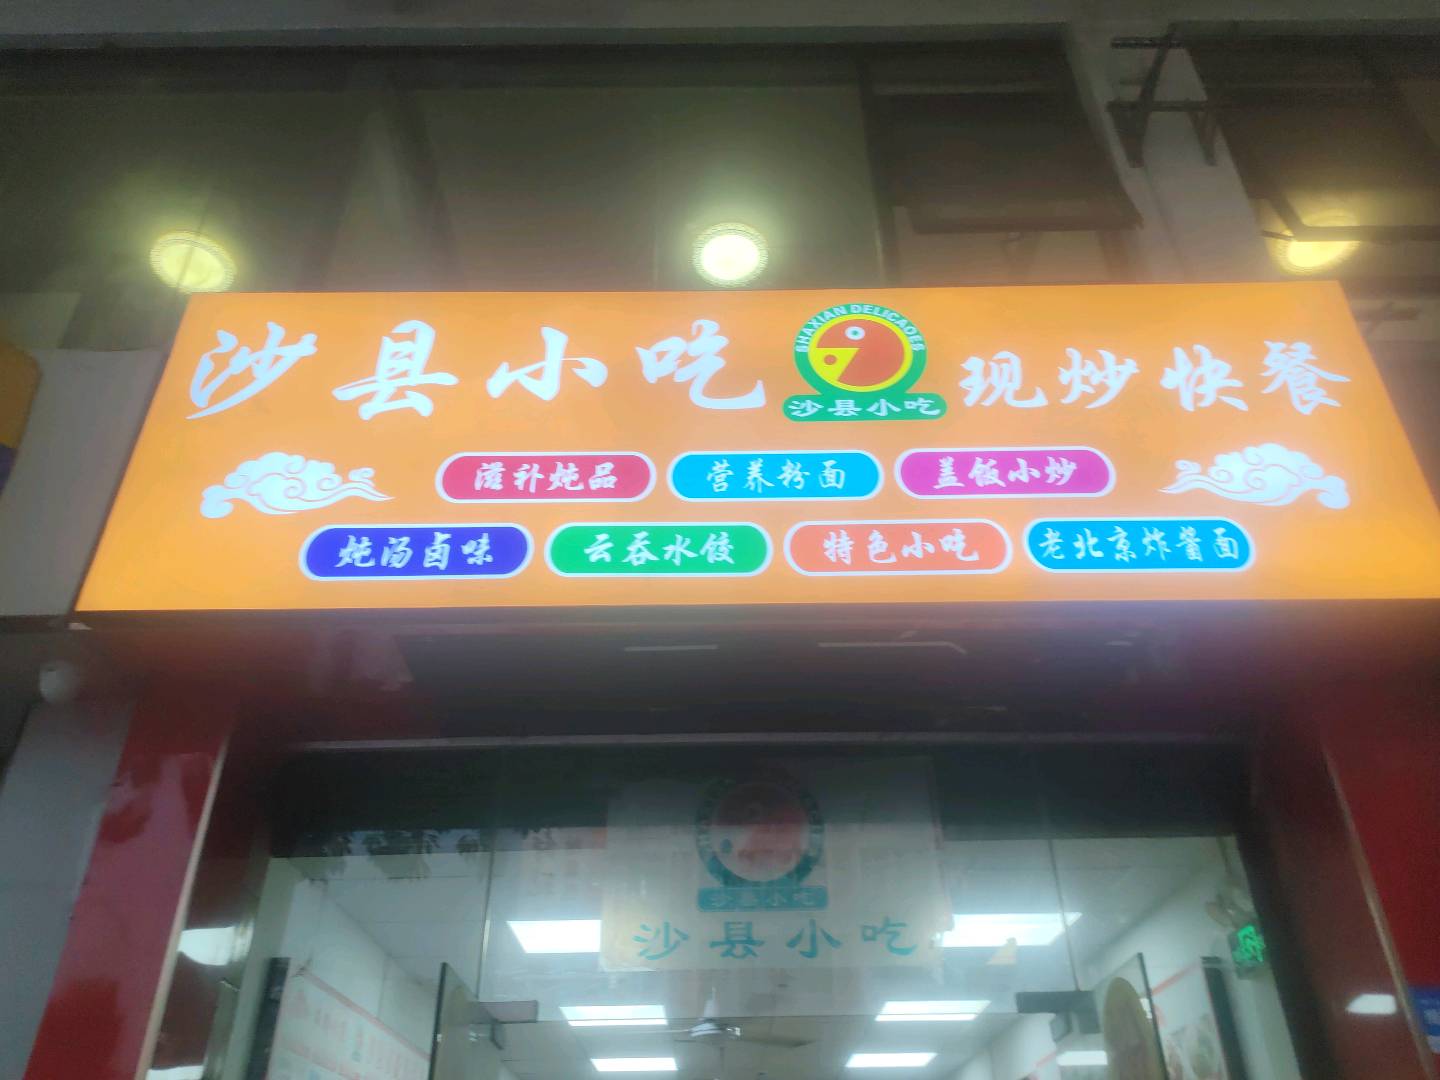 沙县小吃 SHAXIAN DELICACIES 沙县小吃 现炒快餐
滋补炖品 营养粉面 盖饭小炒
炖汤卤味 云吞水饺 特色小吃 老北京炸酱面
沙县小吃
沙县小吃